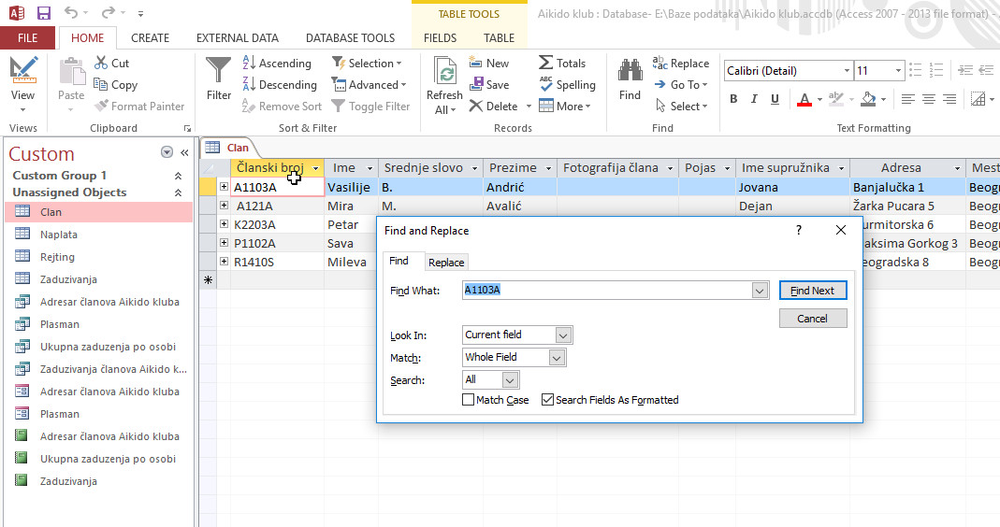 TABLE TOOLS
Aikido klub : Database- E:\Baze podataka\Aikido klub.accdb (Access 2007 - 2013 file format) -
FILE HOME CREATE EXTERNAL DATA DATABASE TOOLS FIELDS TABLE
View
Views
Paste
Cut
Copy
Format Painter
Clipboard
Filter
Ascending
Descending
Remove Sort
Selection
Advanced
Toggle Filter
Sort & Filter
Refresh
All
New
Save
Delete
Totals
Spelling
More
Records
Find
Replace
Go To
Select
Find
Calibri (Detail) 11
B I U A ab
Text Formatting
Custom
Custom Group 1
Unassigned Objects
Clan
Naplata
Rejting
Zaduzivanja
Adresar članova Aikido kluba
Plasman
Ukupna zaduzenja po osobi
Zaduzivanja članova Aikido k...
Adresar članova Aikido kluba
Plasman
Adresar članova Aikido kluba
Ukupna zaduzenja po osobi
Zaduzivanja
Clan
Članski broj Ime Srednje slovo Prezime Fotografija člana Pojas Ime supružnika Adresa Mest
A1103A Vasilije B. Andrić Jovana Banjalučka 1 Beog
A121A Mira M. Avalić Dejan Žarka Pucara 5 Beog
K2203A Petar urmitorska 6 Beog
P1102A Sava aksima Gorkog 3 Beog
R1410S Mileva eogradska 8 Beog
Find and Replace ?
Find Replace
Find What: A1103A Find Next
Cancel
Look In: Current field
Match: Whole Field
Search: All
Match Case Search Fields As Formatted